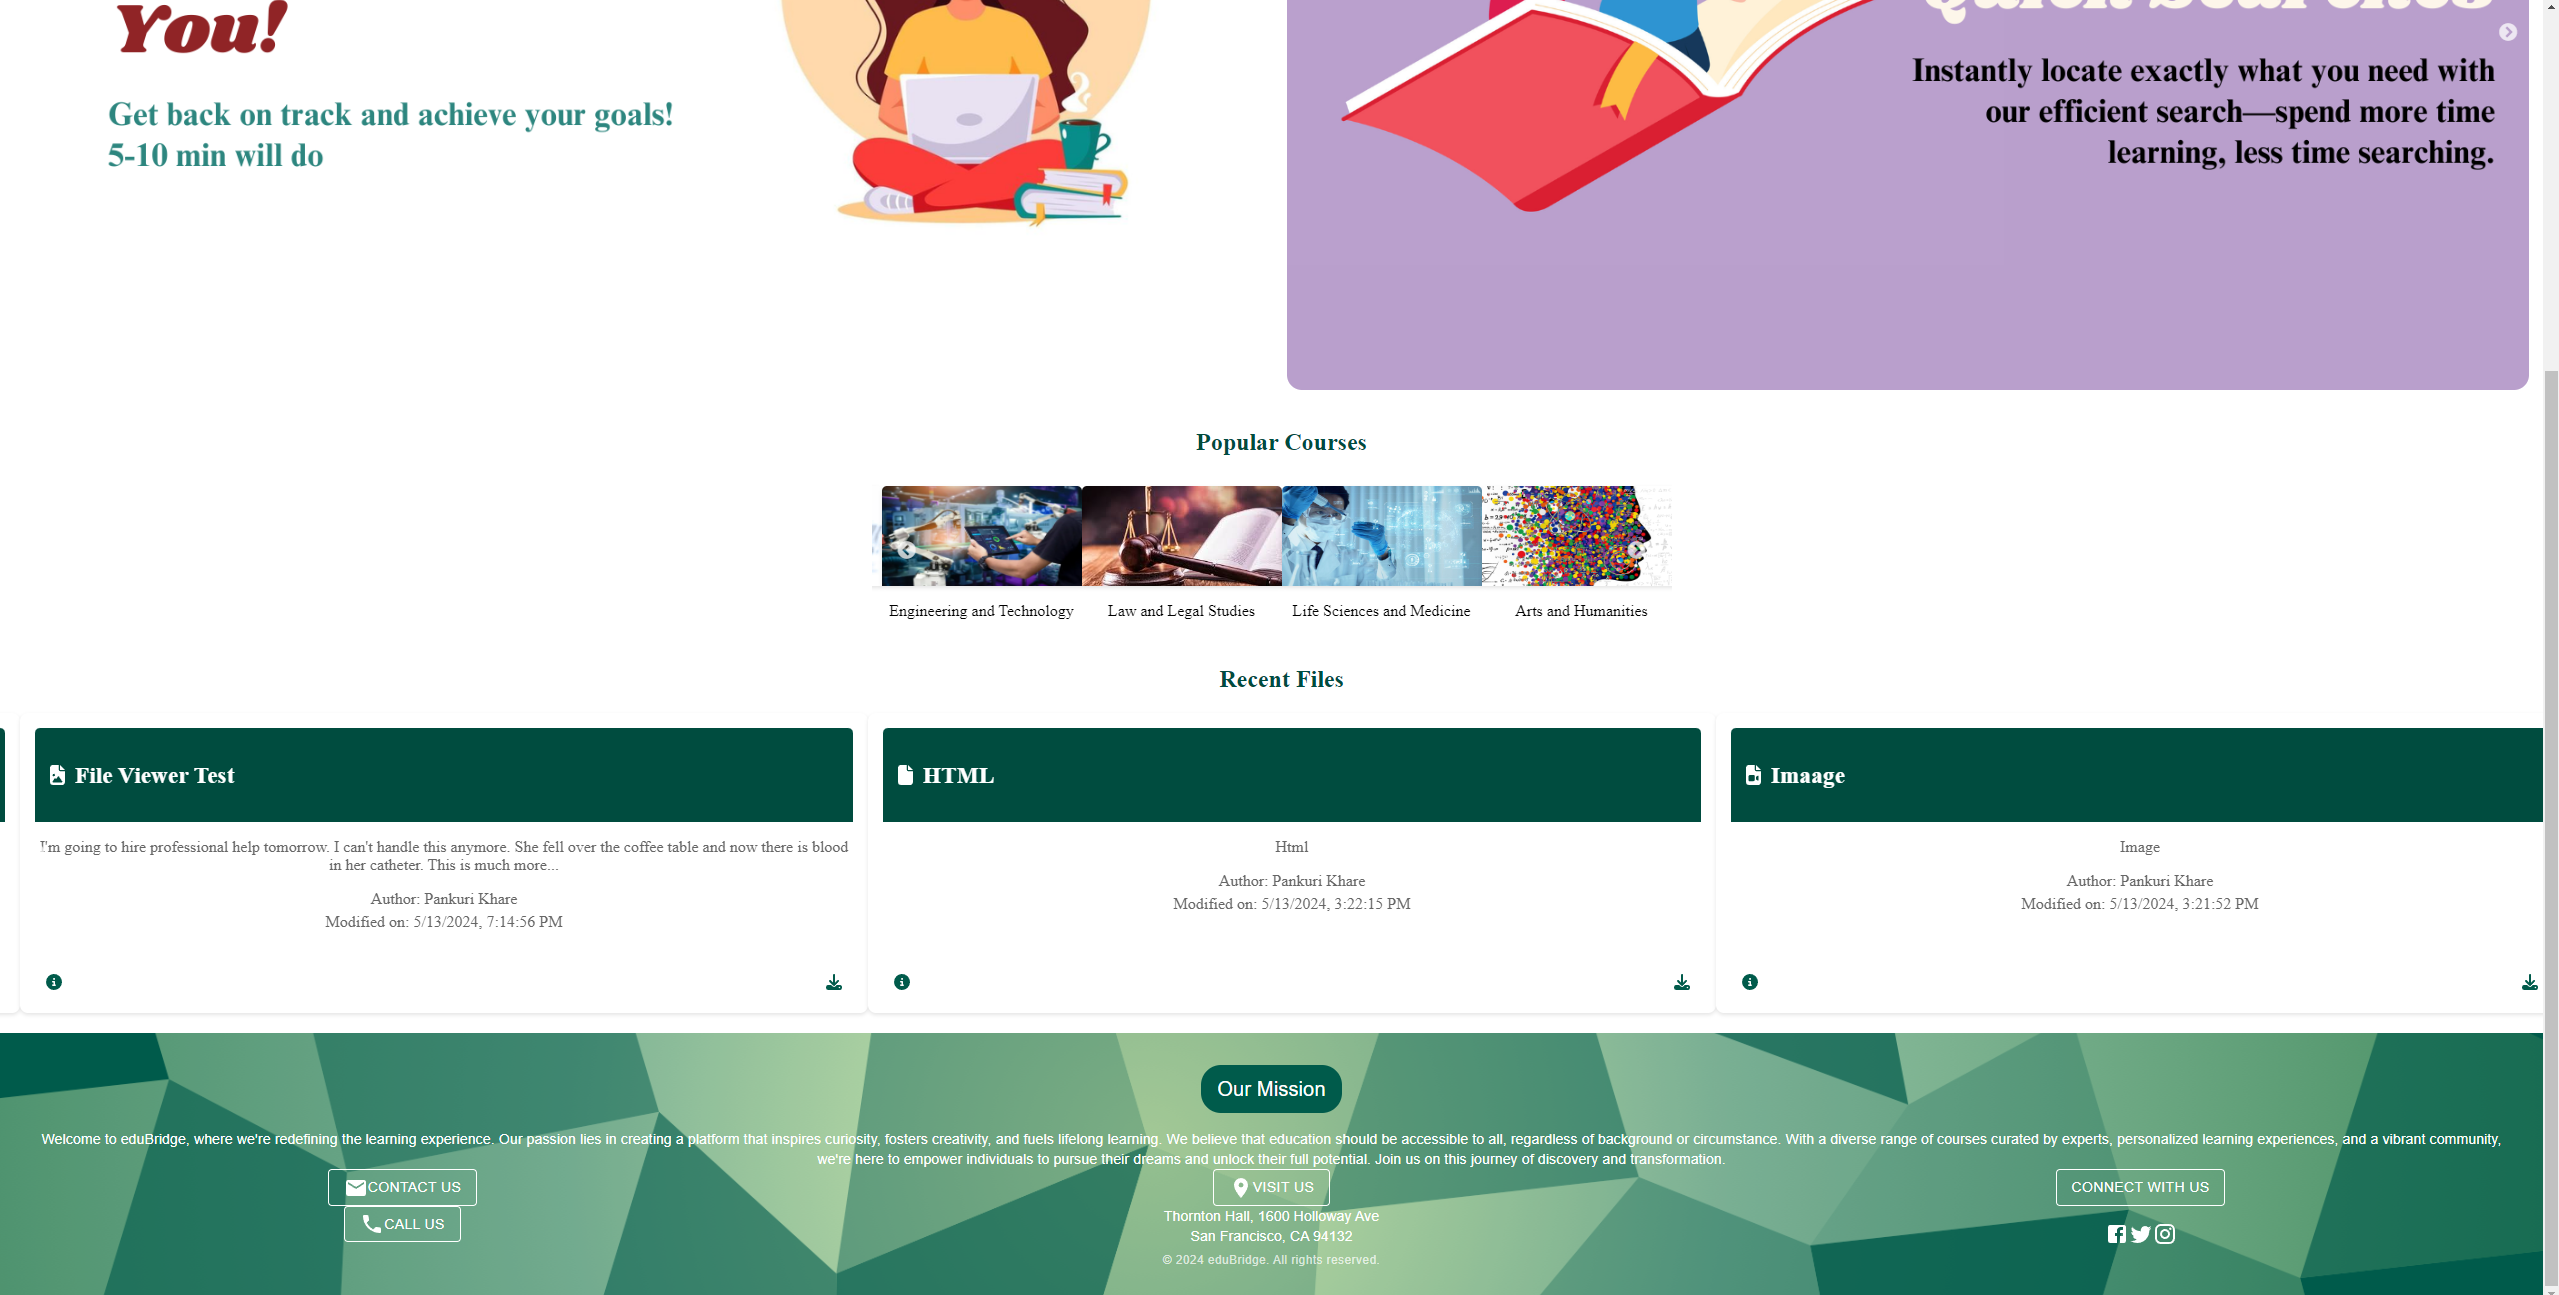 You!
Get back on track and achieve your goals!
5-10 min will do
Quick Searches
Instantly locate exactly what you need with
our efficient search—spend more time
learning, less time searching.
Popular Courses
Engineering and Technology
Law and Legal Studies
Life Sciences and Medicine
Arts and Humanities
Recent Files
File Viewer Test
I'm going to hire professional help tomorrow. I can't handle this anymore. She fell over the coffee table and now there is blood
in her catheter. This is much more...
Author: Pankuri Khare
Modified on: 5/13/2024, 7:14:56 PM
HTML
Html
Author: Pankuri Khare
Modified on: 5/13/2024, 3:22:15 PM
Imaage
Image
Author: Pankuri Khare
Modified on: 5/13/2024, 3:21:52 PM
Our Mission
Welcome to eduBridge, where we're redefining the learning experience. Our passion lies in creating a platform that inspires curiosity, fosters creativity, and fuels lifelong learning. We believe that education should be accessible to all, regardless of background or circumstance. With a diverse range of courses curated by experts, personalized learning experiences, and a vibrant community,
we're here to empower individuals to pursue their dreams and unlock their full potential. Join us on this journey of discovery and transformation.
CONTACT US
CALL US
VISIT US
Thornton Hall, 1600 Holloway Ave
San Francisco, CA 94132
© 2024 eduBridge. All rights reserved.
CONNECT WITH US